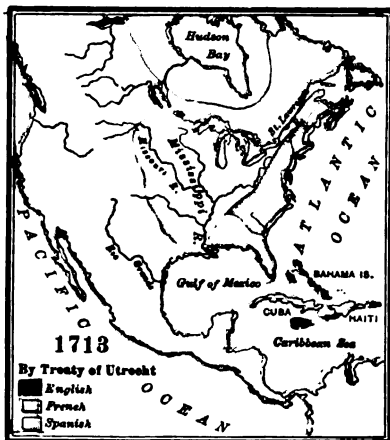 Hudson
Bay
St. Lawrence
Missouri R.
Mississippi
R.
Rio Grande
ATLANTIC
OCEAN
PACIFIC
OCEAN
Gulf of Mexico
BAHAMA IS.
CUBA
HAITI
Caribbean Sea
1713
By Treaty of Utrecht
English
French
Spanish